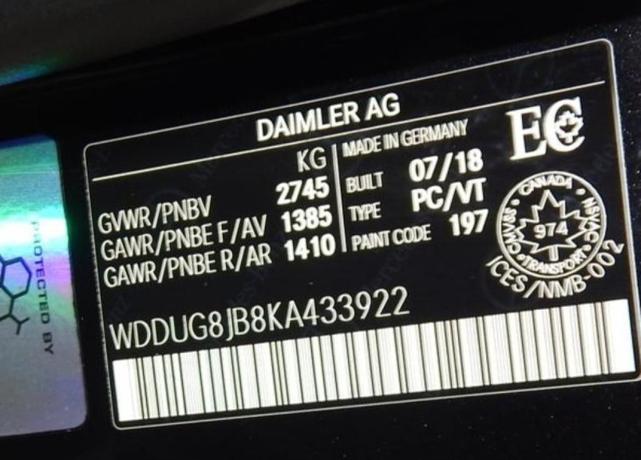 DAIMLER AG
KG
GVWR/PNBV 2745
GAWR/PNBE F/AV 1385
GAWR/PNBE R/AR 1410
MADE IN GERMANY
BUILT 07/18
TYPE PC/VT
PAINT CODE 197
EC
CANADA
974
TRANSPORT
ICES/NMB-002
WDDUG8JB8KA433922
PROTECTED BY